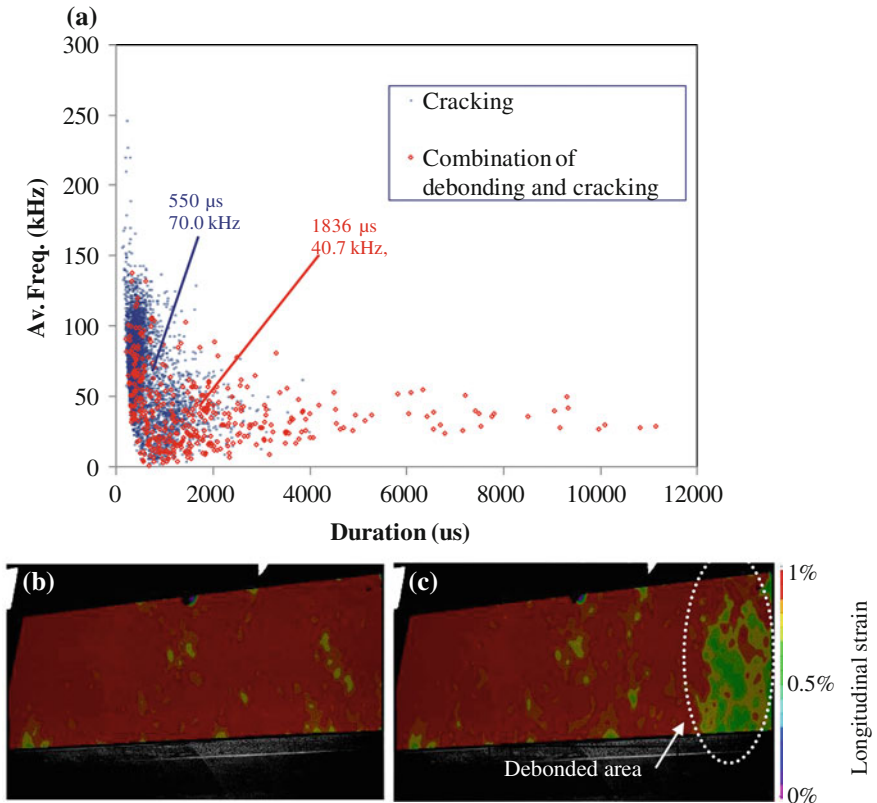 (a)
300
250
200
150
100
50
0
Av. Freq. (kHz)
Cracking
Combination of
debonding and cracking
550 µs
70.0 kHz
1836 µs
40.7 kHz,
0
2000
4000
6000
8000
10000
12000
Duration (us)
(b)
(c)
Debonded area
1%
0.5%
0%
Longitudinal strain